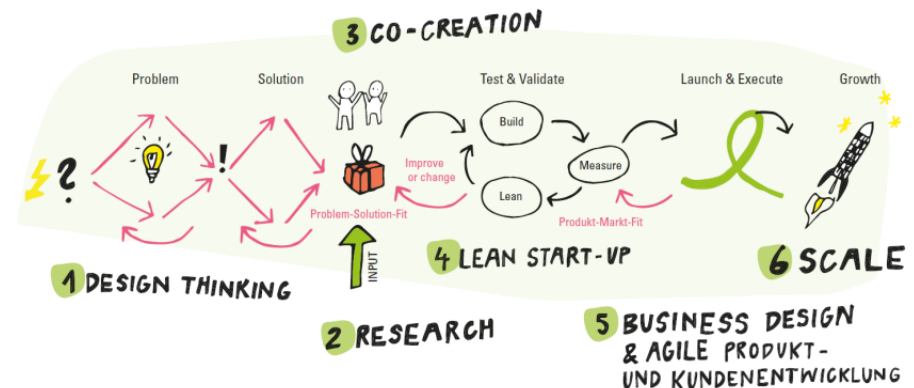 3 CO-CREATION
Problem
Solution
Test & Validate
Launch & Execute
Growth
?
!
Build
Measure
Lean
Improve
or change
Problem-Solution-Fit
Produkt-Markt-Fit
INPUT
1 DESIGN THINKING
2 RESEARCH
4 LEAN START-UP
5 BUSINESS DESIGN
& AGILE PRODUKT-
UND KUNDENENTWICKLUNG
6 SCALE